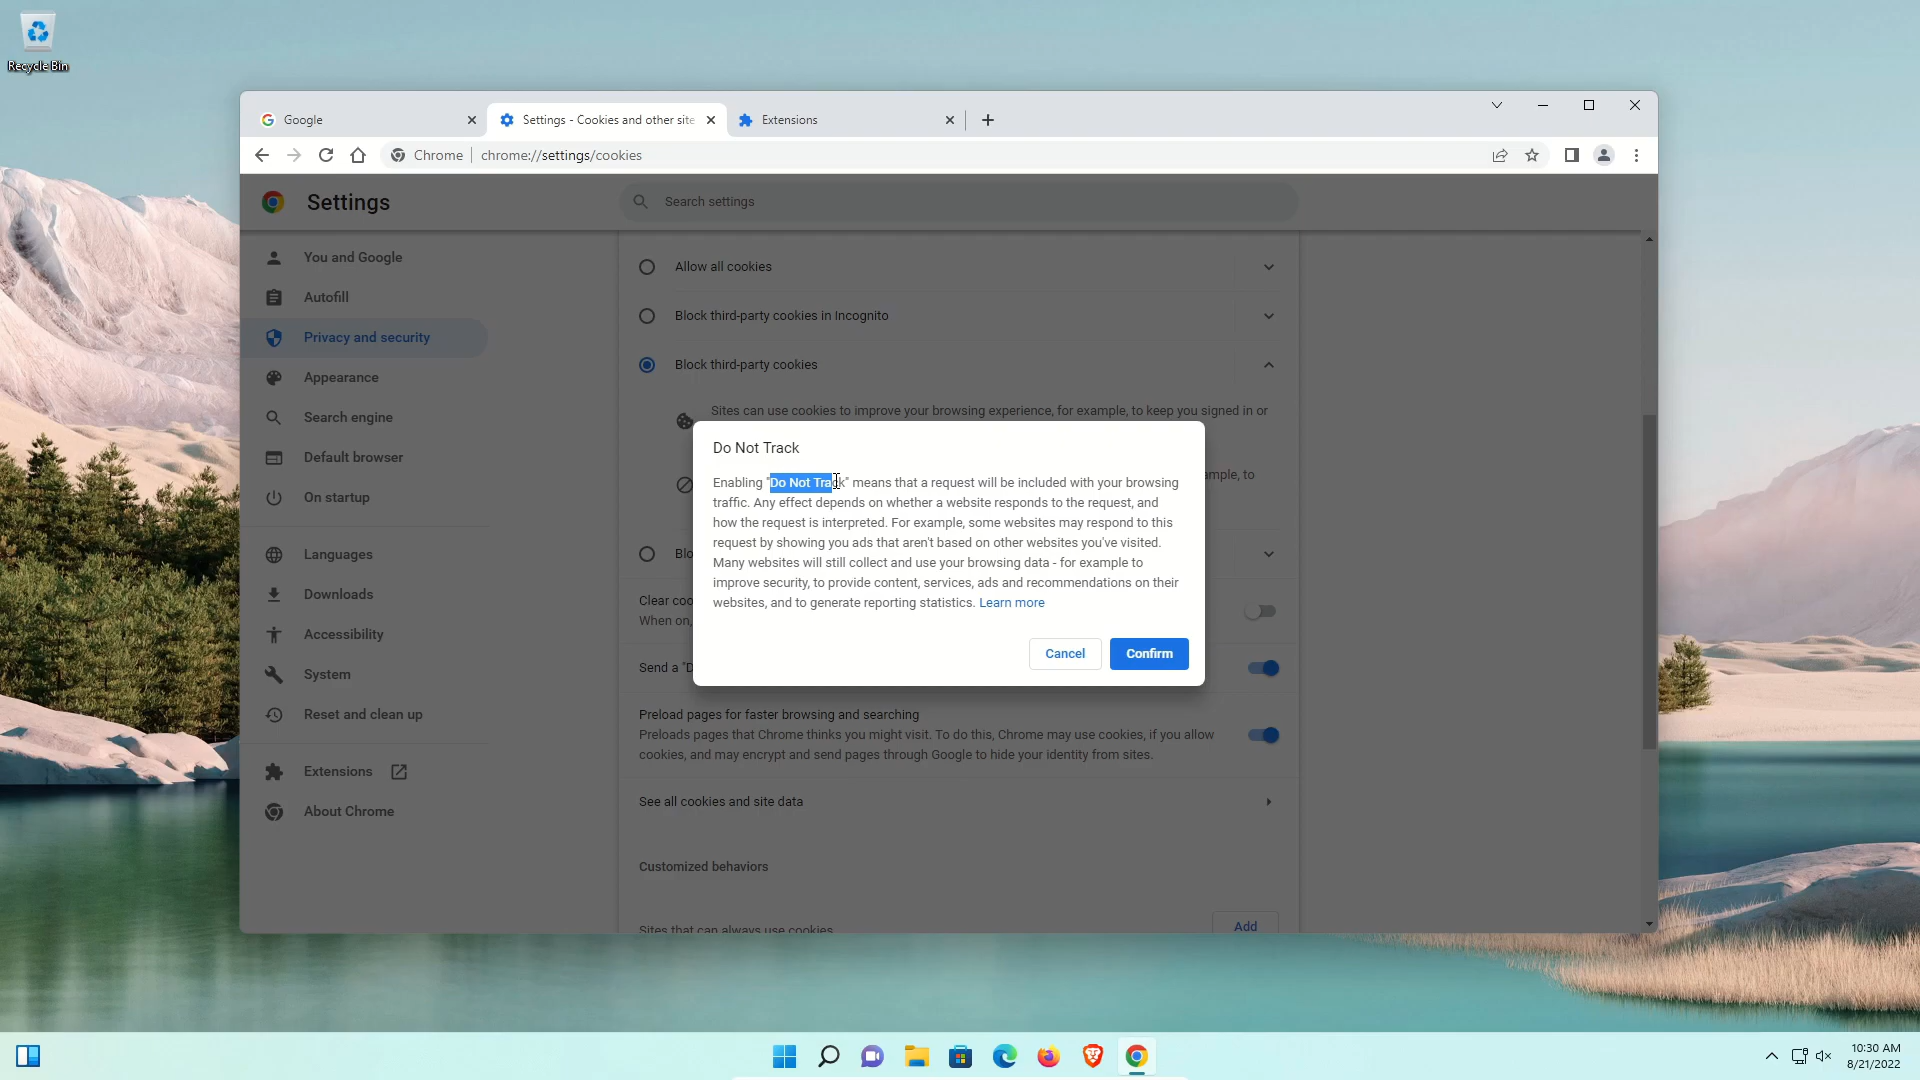 Recycle Bin
Google
Settings - Cookies and other site
Extensions
Chrome
chrome://settings/cookies
Settings
Search settings
You and Google
Autofill
Privacy and security
Appearance
Search engine
Default browser
On startup
Languages
Downloads
Accessibility
System
Reset and clean up
Extensions
About Chrome
Allow all cookies
Block third-party cookies in Incognito
Block third-party cookies
Sites can use cookies to improve your browsing experience, for example, to keep you signed in or
Do Not Track
Enabling "Do Not Track" means that a request will be included with your browsing
traffic. Any effect depends on whether a website responds to the request, and
how the request is interpreted. For example, some websites may respond to this
request by showing you ads that aren't based on other websites you've visited.
Many websites will still collect and use your browsing data - for example to
improve security, to provide content, services, ads and recommendations on their
websites, and to generate reporting statistics. Learn more
Cancel
Confirm
to
Clear
When on,
Send a
Preload pages for faster browsing and searching
Preloads pages that Chrome thinks you might visit. To do this, Chrome may use cookies, if you allow
cookies, and may encrypt and send pages through Google to hide your identity from sites.
See all cookies and site data
Customized behaviors
Sites that can always use cookies
Add
10:30 AM
8/21/2022